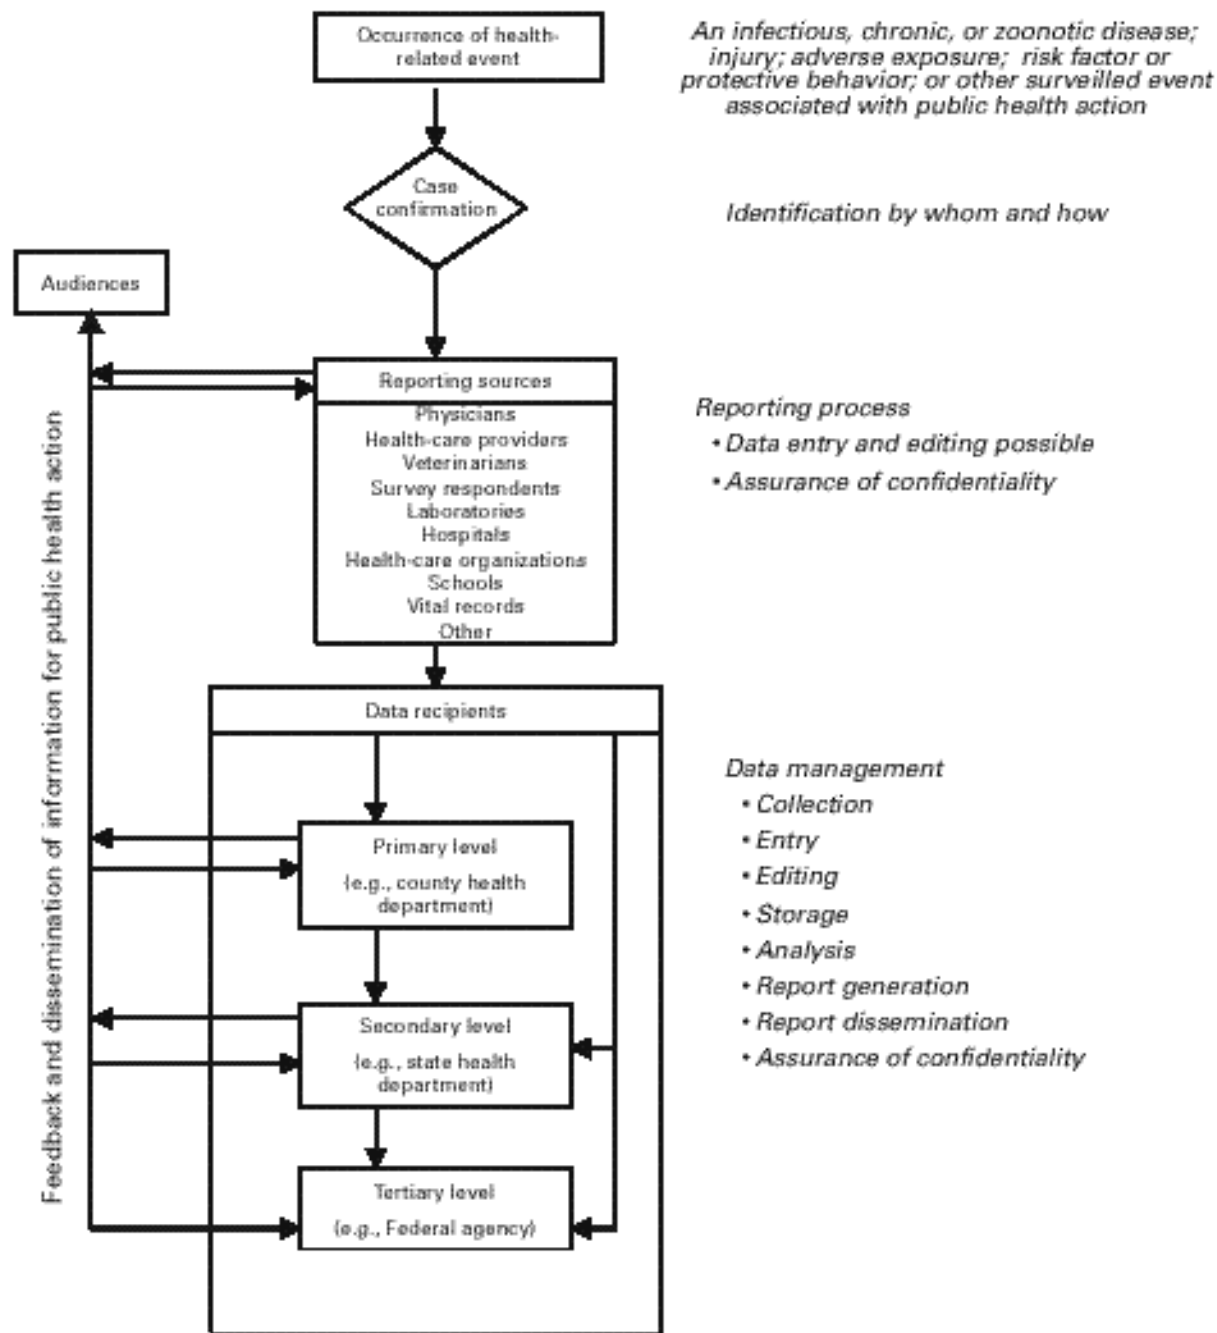 Occurrence of health-
related event
An infectious, chronic, or zoonotic disease;
injury; adverse exposure; risk factor or
protective behavior; or other surveilled event
associated with public health action
Case
confirmation
Identification by whom and how
Audiences
Feedback and dissemination of information for public health action
Reporting sources
Physicians
Health-care providers
Veterinarians
Survey respondents
Laboratories
Hospitals
Health-care organizations
Schools
Vital records
Other
Reporting process
• Data entry and editing possible
• Assurance of confidentiality
Data recipients
Primary level
(e.g., county health
department)
Secondary level
(e.g., state health
department)
Tertiary level
(e.g., Federal agency)
Data management
• Collection
• Entry
• Editing
• Storage
• Analysis
• Report generation
• Report dissemination
• Assurance of confidentiality